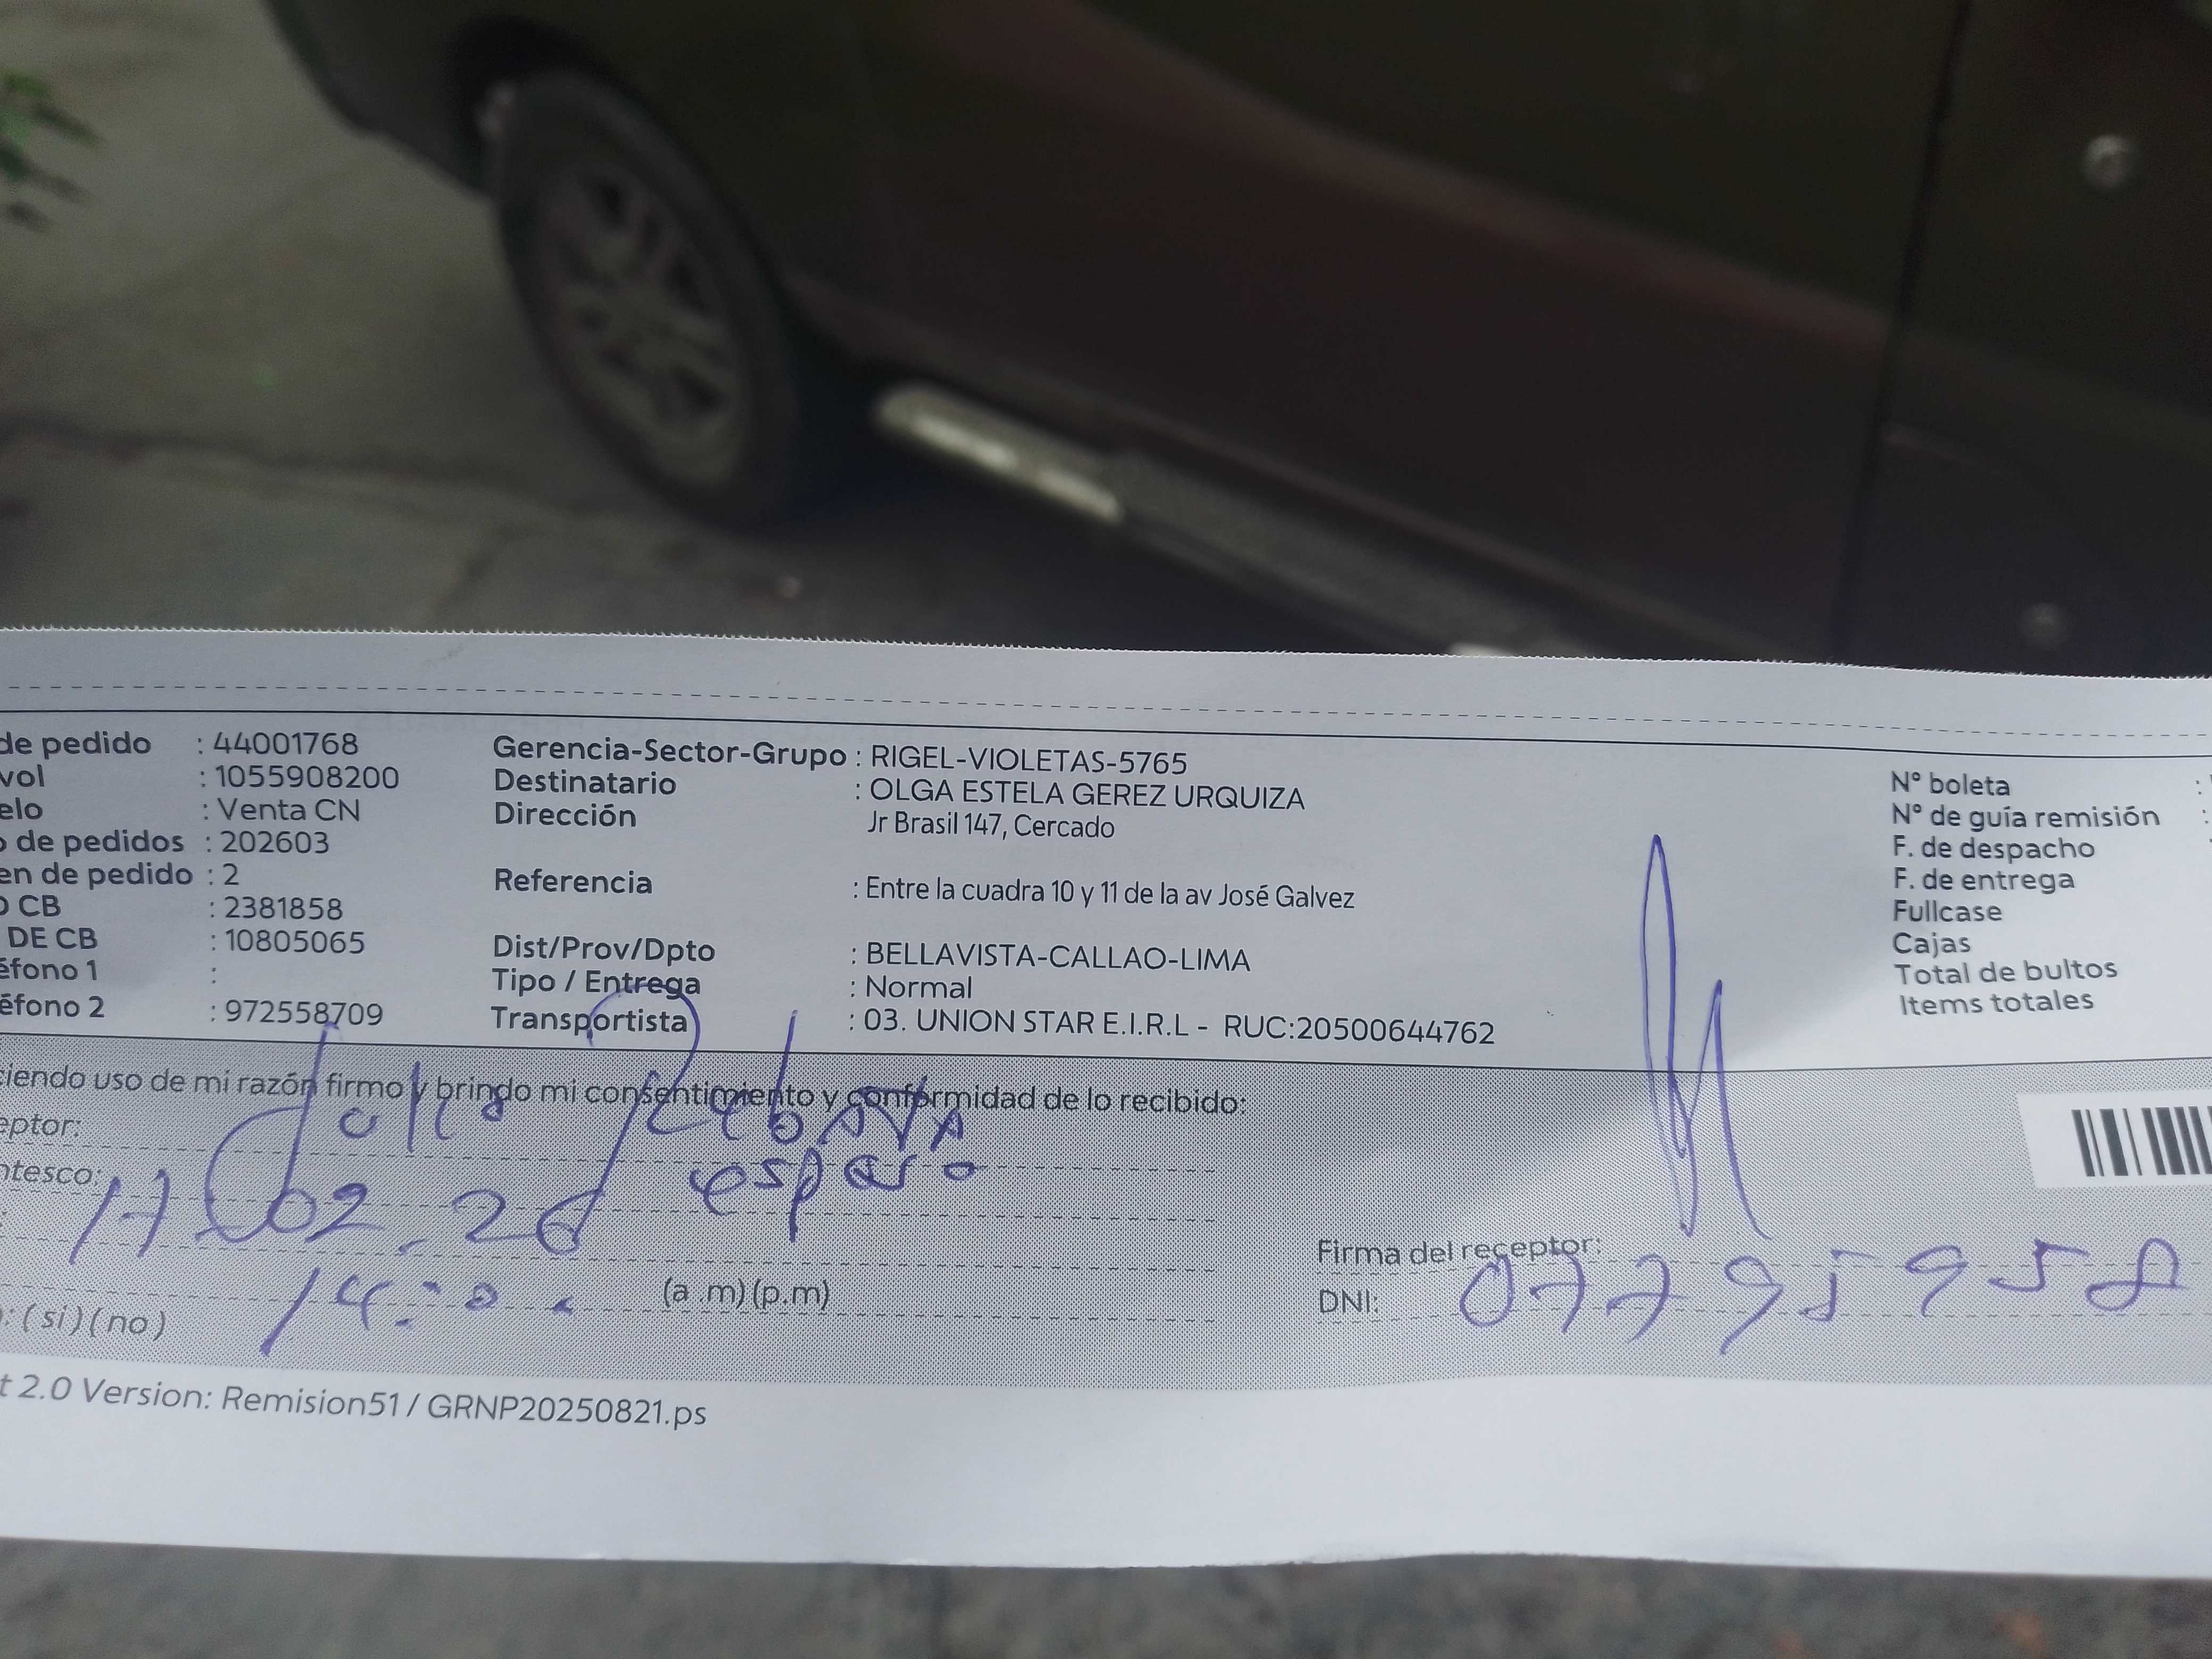 de pedido : 44001768
vol : 1055908200
elo : Venta CN
o de pedidos : 202603
en de pedido : 2
O CB : 2381858
DE CB : 10805065
éfono 1 :
éfono 2 : 972558709
Gerencia-Sector-Grupo : RIGEL-VIOLETAS-5765
Destinatario : OLGA ESTELA GEREZ URQUIZA
Dirección Jr Brasil 147, Cercado
Referencia : Entre la cuadra 10 y 11 de la av José Galvez
Dist/Prov/Dpto : BELLAVISTA-CALLAO-LIMA
Tipo / Entrega : Normal
Transportista : 03. UNION STAR E.I.R.L - RUC:20500644762
N° boleta :
N° de guía remisión :
F. de despacho
F. de entrega
Fullcase
Cajas
Total de bultos
Items totales
ciendo uso de mi razón firmo y brindo mi consentimiento y conformidad de lo recibido:
eptor:
ntesco:
17 02 . 26
(a .m) (p.m)
: ( si ) ( no )
Firma del receptor:
DNI: 07795958
t 2.0 Version: Remision51 / GRNP20250821.ps